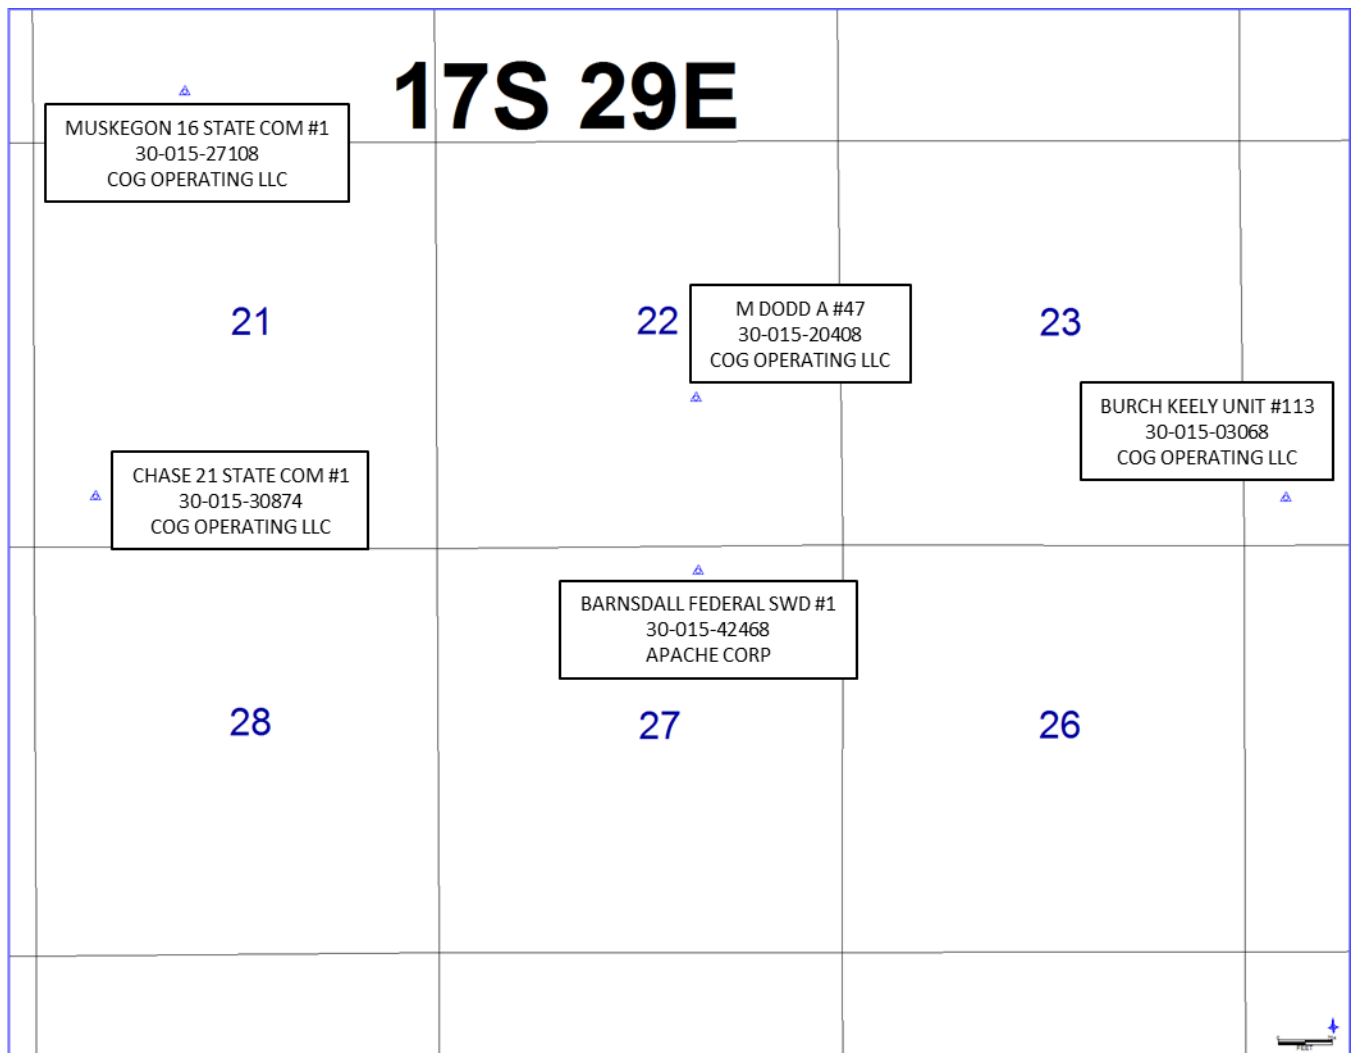 17S 29E
MUSKEGON 16 STATE COM #1
30-015-27108
COG OPERATING LLC
21
22
M DODD A #47
30-015-20408
COG OPERATING LLC
23
BURCH KEELY UNIT #113
30-015-03068
COG OPERATING LLC
CHASE 21 STATE COM #1
30-015-30874
COG OPERATING LLC
BARNSDALL FEDERAL SWD #1
30-015-42468
APACHE CORP
28
27
26
FEET